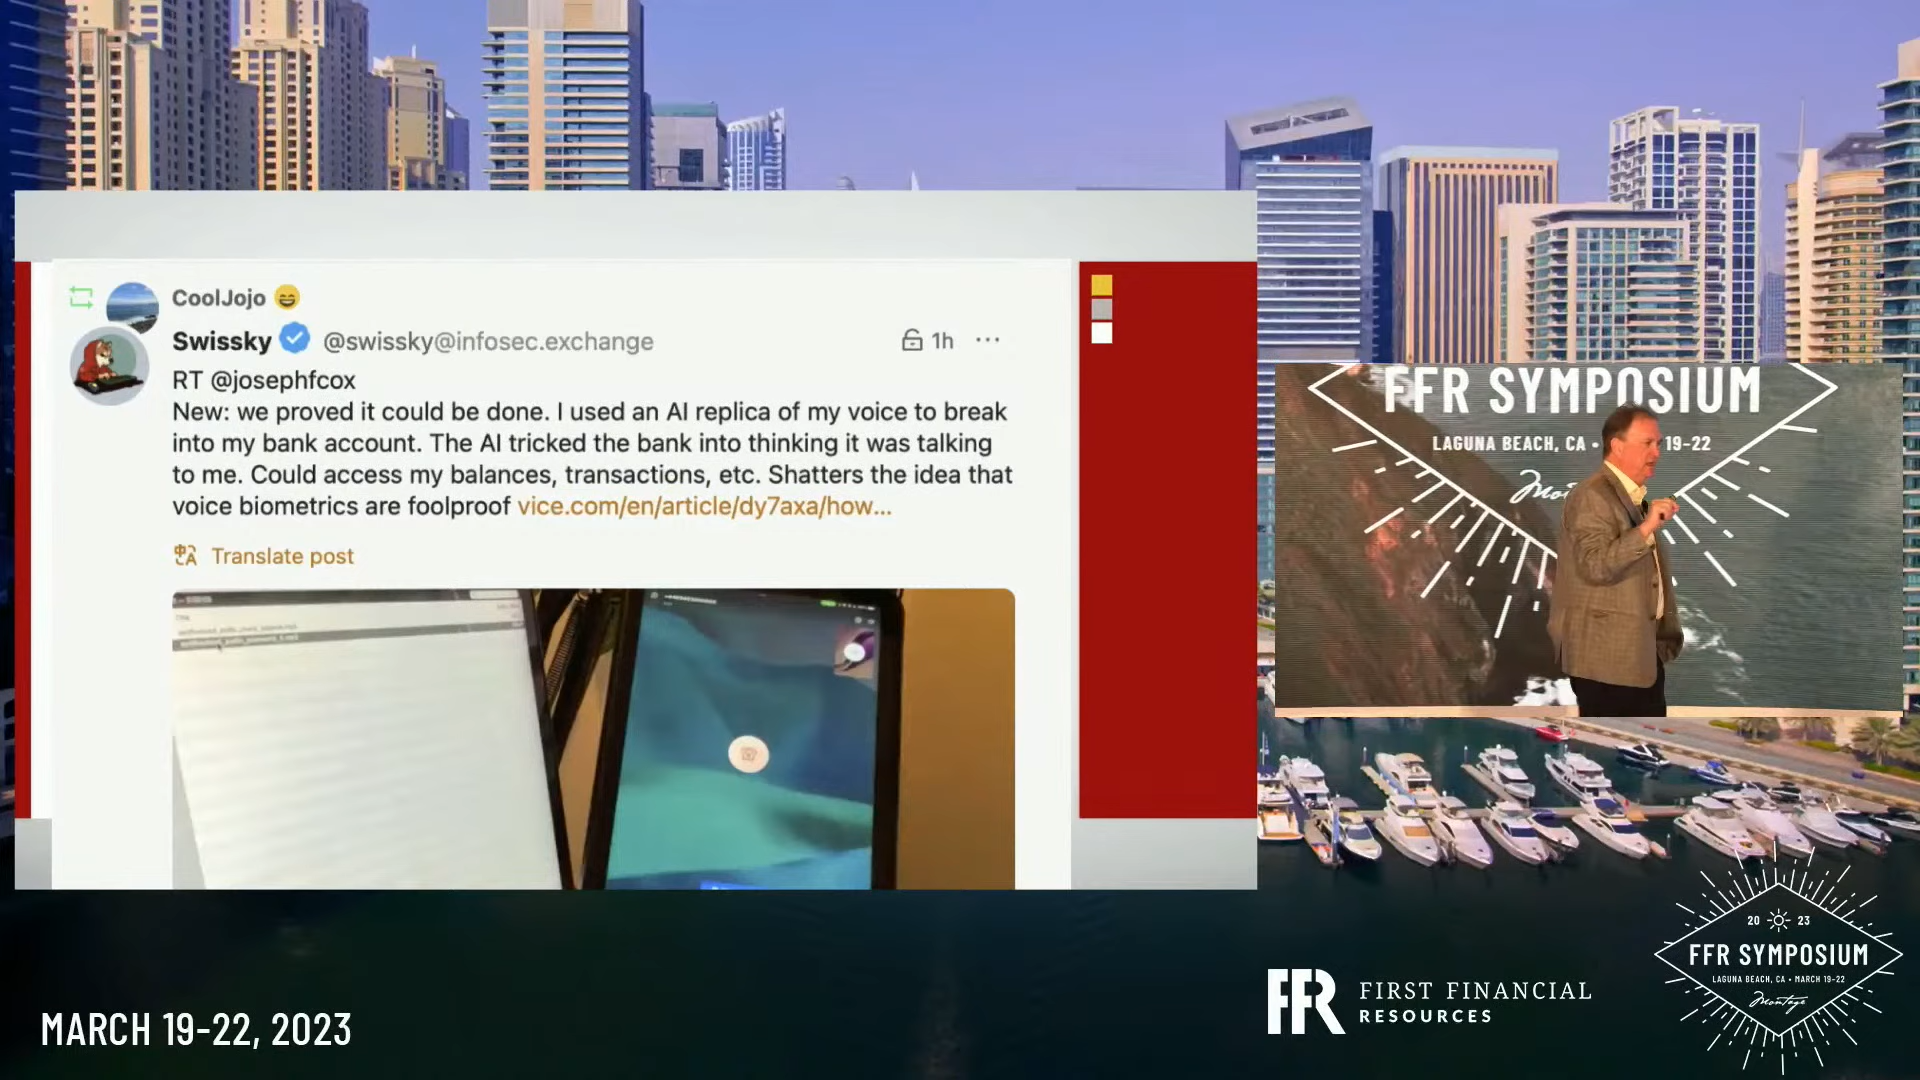 CoolJojo 😄
Swissky @swissky@infosec.exchange 1h ...
RT @josephfcox
New: we proved it could be done. I used an AI replica of my voice to break
into my bank account. The AI tricked the bank into thinking it was talking
to me. Could access my balances, transactions, etc. Shatters the idea that
voice biometrics are foolproof vice.com/en/article/dy7axa/how...
Translate post
FFR SYMPOSIUM
LAGUNA BEACH, CA • 19-22
MARCH 19-22, 2023
FFR FIRST FINANCIAL
RESOURCES
20 23
FFR SYMPOSIUM
LAGUNA BEACH, CA • MARCH 19-22
Montage